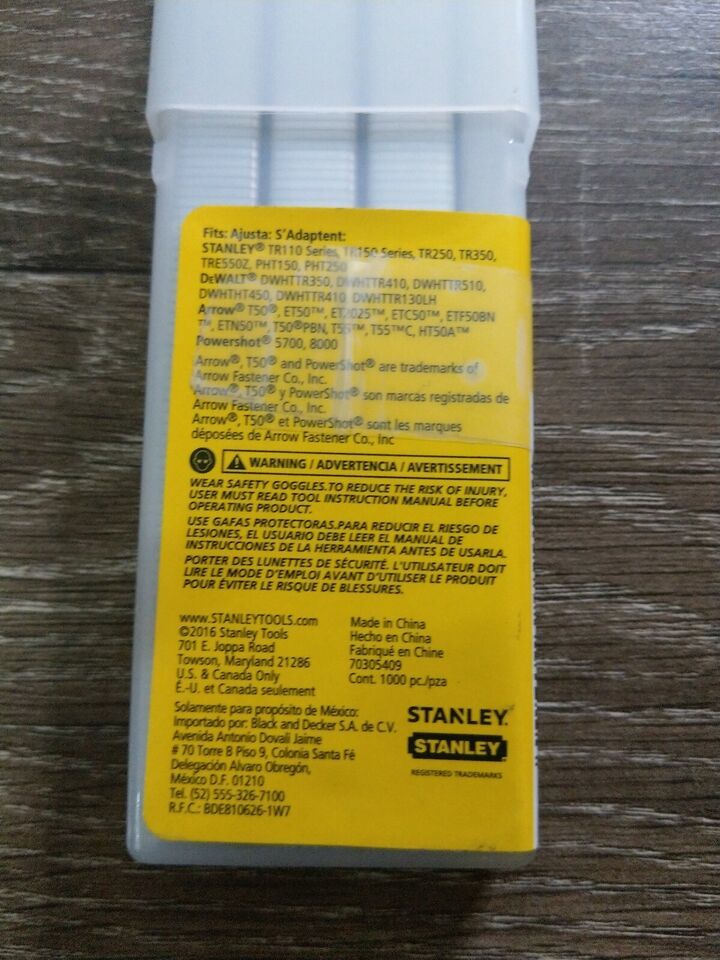 Fits: Ajusta: S'Adaptent:
STANLEY® TR110 Series, TR150 Series, TR250, TR350,
TRE550Z, PHT150, PHT250
DEWALT® DWHTTR350, DWHTTR410, DWHTTR510,
DWHTHT450, DWHTTR410, DWHTTR130LH
Arrow® T50®, ET50™, ET2025™, ETC50™, ETF50BN
™, ETN50™, T50®PBN, T55™, T55™C, HT50A™
Powershot® 5700, 8000
Arrow®, T50® and PowerShot® are trademarks of
Arrow Fastener Co., Inc.
Arrow®, T50® y PowerShot® son marcas registradas de
Arrow Fastener Co., Inc.
Arrow®, T50® et PowerShot® sont les marques
déposées de Arrow Fastener Co., Inc
WARNING / ADVERTENCIA / AVERTISSEMENT
WEAR SAFETY GOGGLES.TO REDUCE THE RISK OF INJURY,
USER MUST READ TOOL INSTRUCTION MANUAL BEFORE
OPERATING PRODUCT.
USE GAFAS PROTECTORAS.PARA REDUCIR EL RIESGO DE
LESIONES, EL USUARIO DEBE LEER EL MANUAL DE
INSTRUCCIONES DE LA HERRAMIENTA ANTES DE USARLA.
PORTER DES LUNETTES DE SÉCURITÉ. L'UTILISATEUR DOIT
LIRE LE MODE D'EMPLOI AVANT D'UTILISER LE PRODUIT
POUR ÉVITER LE RISQUE DE BLESSURES.
www.STANLEYTOOLS.com
©2016 Stanley Tools
701 E. Joppa Road
Towson, Maryland 21286
U.S. & Canada Only
É.-U. et Canada seulement
Made in China
Hecho en China
Fabriqué en Chine
70305409
Cont. 1000 pc./pza
Solamente para propósito de México:
Importado por: Black and Decker S.A. de C.V.
Avenida Antonio Dovali Jaime
# 70 Torre B Piso 9, Colonia Santa Fé
Delegación Alvaro Obregón,
México D.F. 01210
Tel. (52) 555-326-7100
R.F.C.: BDE810626-1W7
STANLEY.
STANLEY
REGISTERED TRADEMARKS